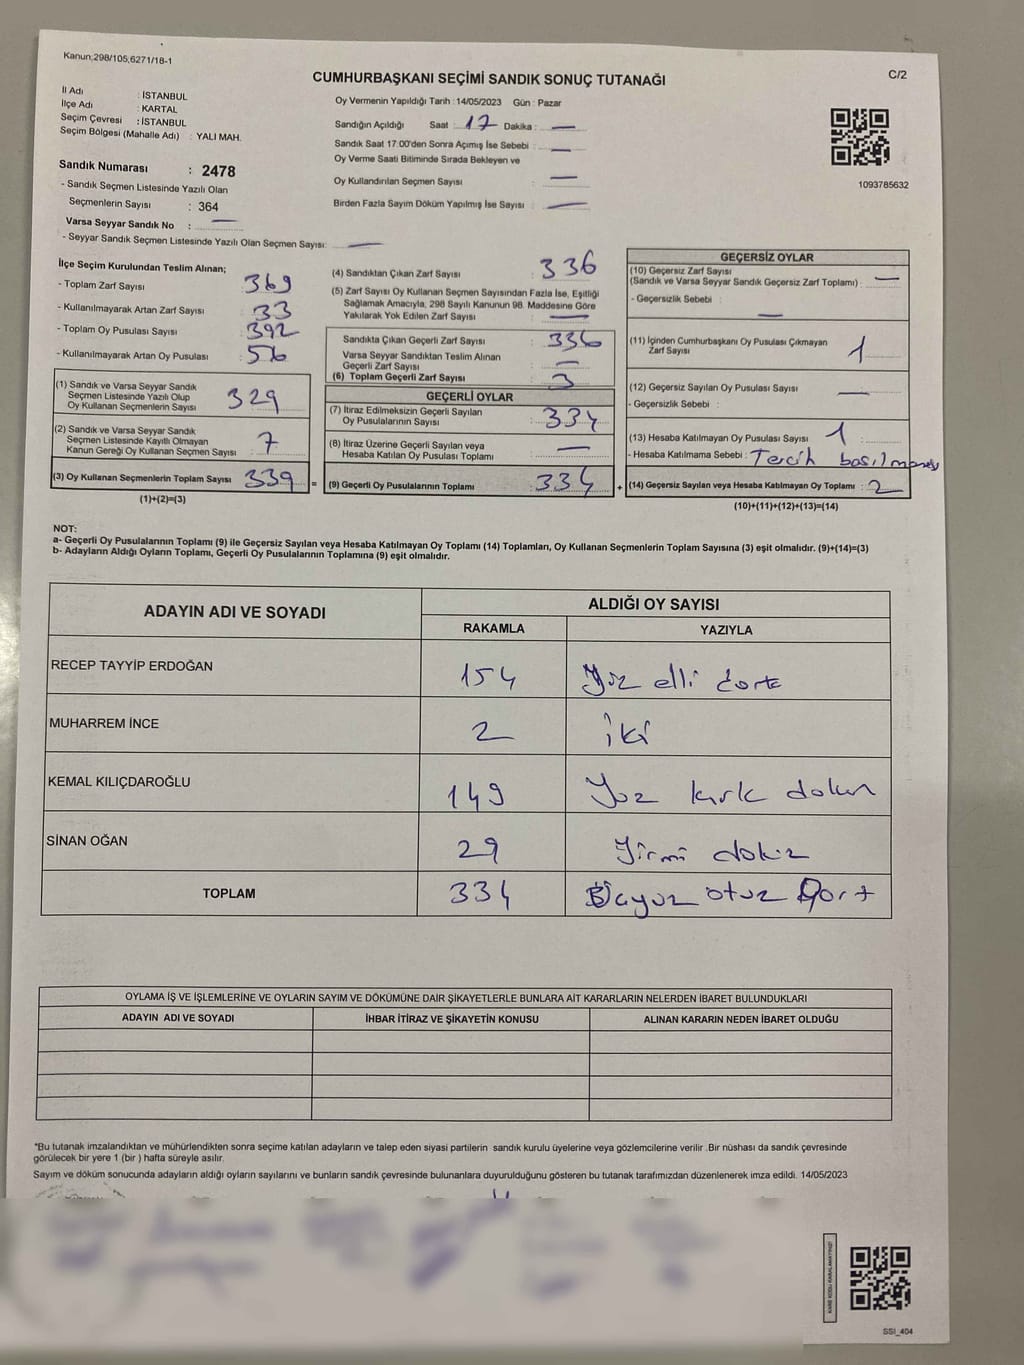 Kanun;298/105,6271/18-1
C/2
CUMHURBAŞKANI SEÇİMİ SANDIK SONUÇ TUTANAĞI
İl Adı : İSTANBUL
İlçe Adı : KARTAL
Seçim Çevresi : İSTANBUL
Seçim Bölgesi (Mahalle Adı) : YALI MAH.
Sandık Numarası : 2478
- Sandık Seçmen Listesinde Yazılı Olan
Seçmenlerin Sayısı : 364
Varsa Seyyar Sandık No : —
- Seyyar Sandık Seçmen Listesinde Yazılı Olan Seçmen Sayısı: —
Oy Vermenin Yapıldığı Tarih : 14/05/2023 Gün : Pazar
Sandığın Açıldığı Saat : 17 Dakika : —
Sandık Saat 17.00'den Sonra Açımış İse Sebebi : —
Oy Verme Saati Bitiminde Sırada Bekleyen ve
Oy Kullandırılan Seçmen Sayısı : —
Birden Fazla Sayım Döküm Yapılmış İse Sayısı : —
1093785632
İlçe Seçim Kurulundan Teslim Alınan;
- Toplam Zarf Sayısı : 369
- Kullanılmayarak Artan Zarf Sayısı : 33
- Toplam Oy Pusulası Sayısı : 392
- Kullanılmayarak Artan Oy Pusulası : 56
(1) Sandık ve Varsa Seyyar Sandık
Seçmen Listesinde Yazılı Olup
Oy Kullanan Seçmenlerin Sayısı : 329
(2) Sandık ve Varsa Seyyar Sandık
Seçmen Listesinde Kayıtlı Olmayan
Kanun Gereği Oy Kullanan Seçmen Sayısı : 7
(3) Oy Kullanan Seçmenlerin Toplam Sayısı : 339
(1)+(2)=(3)
(4) Sandıktan Çıkan Zarf Sayısı : 336
(5) Zarf Sayısı Oy Kullanan Seçmen Sayısından Fazla İse, Eşitliği
Sağlamak Amacıyla, 298 Sayılı Kanunun 98. Maddesine Göre
Yakılarak Yok Edilen Zarf Sayısı : —
Sandıkta Çıkan Geçerli Zarf Sayısı : 336
Varsa Seyyar Sandıktan Teslim Alınan
Geçerli Zarf Sayısı : —
(6) Toplam Geçerli Zarf Sayısı : 3
GEÇERLİ OYLAR
(7) İtiraz Edilmeksizin Geçerli Sayılan
Oy Pusulalarının Sayısı : 334
(8) İtiraz Üzerine Geçerli Sayılan veya
Hesaba Katılan Oy Pusulası Toplamı : —
= (9) Geçerli Oy Pusulalarının Toplamı : 334 +
GEÇERSİZ OYLAR
(10) Geçersiz Zarf Sayısı
(Sandık ve Varsa Seyyar Sandık Geçersiz Zarf Toplamı) : —
- Geçersizlik Sebebi : —
(11) İçinden Cumhurbaşkanı Oy Pusulası Çıkmayan
Zarf Sayısı : 1
(12) Geçersiz Sayılan Oy Pusulası Sayısı : —
- Geçersizlik Sebebi :
(13) Hesaba Katılmayan Oy Pusulası Sayısı : 1
- Hesaba Katılmama Sebebi : Tercih basılmamış
(14) Geçersiz Sayılan veya Hesaba Katılmayan Oy Toplamı : 2
(10)+(11)+(12)+(13)=(14)
NOT:
a- Geçerli Oy Pusulalarının Toplamı (9) ile Geçersiz Sayılan veya Hesaba Katılmayan Oy Toplamı (14) Toplamları, Oy Kullanan Seçmenlerin Toplam Sayısına (3) eşit olmalıdır. (9)+(14)=(3)
b- Adayların Aldığı Oyların Toplamı, Geçerli Oy Pusulalarının Toplamına (9) eşit olmalıdır.
ADAYIN ADI VE SOYADI ALDIĞI OY SAYISI
RAKAMLA YAZIYLA
RECEP TAYYİP ERDOĞAN 154 Yüz elli dört
MUHARREM İNCE 2 iki
KEMAL KILIÇDAROĞLU 149 Yüz kırk dokuz
SİNAN OĞAN 29 Yirmi dokuz
TOPLAM 334 Üçyüz otuz Dört
OYLAMA İŞ VE İŞLEMLERİNE VE OYLARIN SAYIM VE DÖKÜMÜNE DAİR ŞİKAYETLERLE BUNLARA AİT KARARLARIN NELERDEN İBARET BULUNDUKLARI
ADAYIN ADI VE SOYADI İHBAR İTİRAZ VE ŞİKAYETİN KONUSU ALINAN KARARIN NEDEN İBARET OLDUĞU
"Bu tutanak imzalandıktan ve mühürlendikten sonra seçime katılan adayların ve talep eden siyasi partilerin sandık kurulu üyelerine veya gözlemcilerine verilir .Bir nüshası da sandık çevresinde
görülecek bir yere 1 (bir ) hafta süreyle asılır.
Sayım ve döküm sonucunda adayların aldığı oyların sayılarını ve bunların sandık çevresinde bulunanlara duyurulduğunu gösteren bu tutanak tarafımızdan düzenlenerek imza edildi. 14/05/2023
KARE KODU KARALAMAYINIZ!
SSI_404